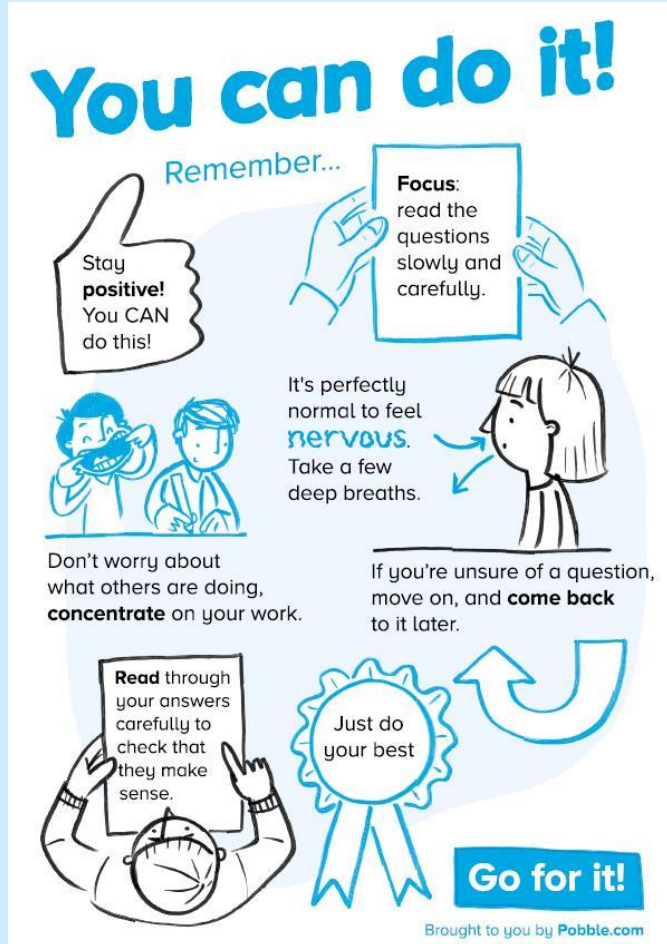 You can do it!
Remember...
Stay
positive!
You CAN
do this!
Focus:
read the
questions
slowly and
carefully.
It's perfectly
normal to feel
nervous.
Take a few
deep breaths.
Don't worry about
what others are doing,
concentrate on your work.
If you're unsure of a question,
move on, and come back
to it later.
Read through
your answers
carefully to
check that
they make
sense.
Just do
your best
Go for it!
Brought to you by Pobble.com